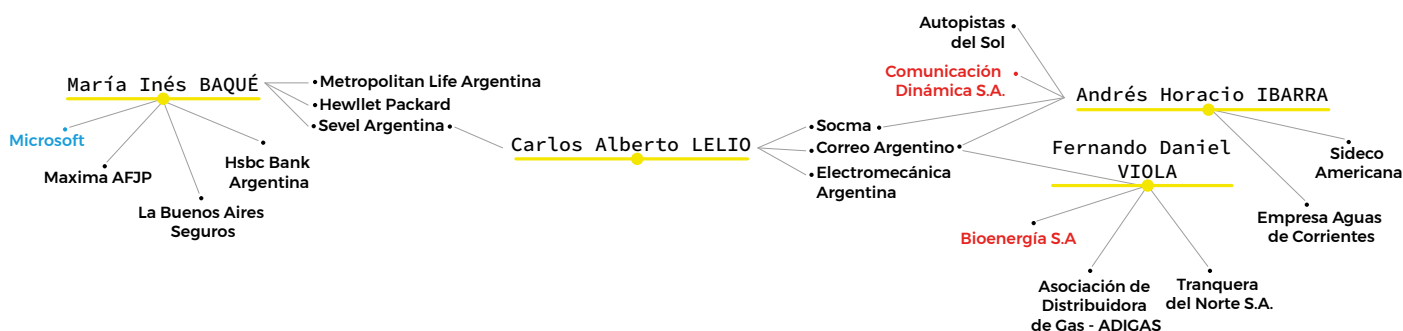 María Inés BAQUÉ
Microsoft
Maxima AFJP
La Buenos Aires
Seguros
Hsbc Bank
Argentina
Metropolitan Life Argentina
Hewllet Packard
Sevel Argentina
Carlos Alberto LELIO
Socma
Correo Argentino
Electromecánica
Argentina
Autopistas
del Sol
Comunicación
Dinámica S.A.
Andrés Horacio IBARRA
Sideco
Americana
Empresa Aguas
de Corrientes
Fernando Daniel
VIOLA
Bioenergía S.A
Asociación de
Distribuidora
de Gas - ADIGAS
Tranquera
del Norte S.A.